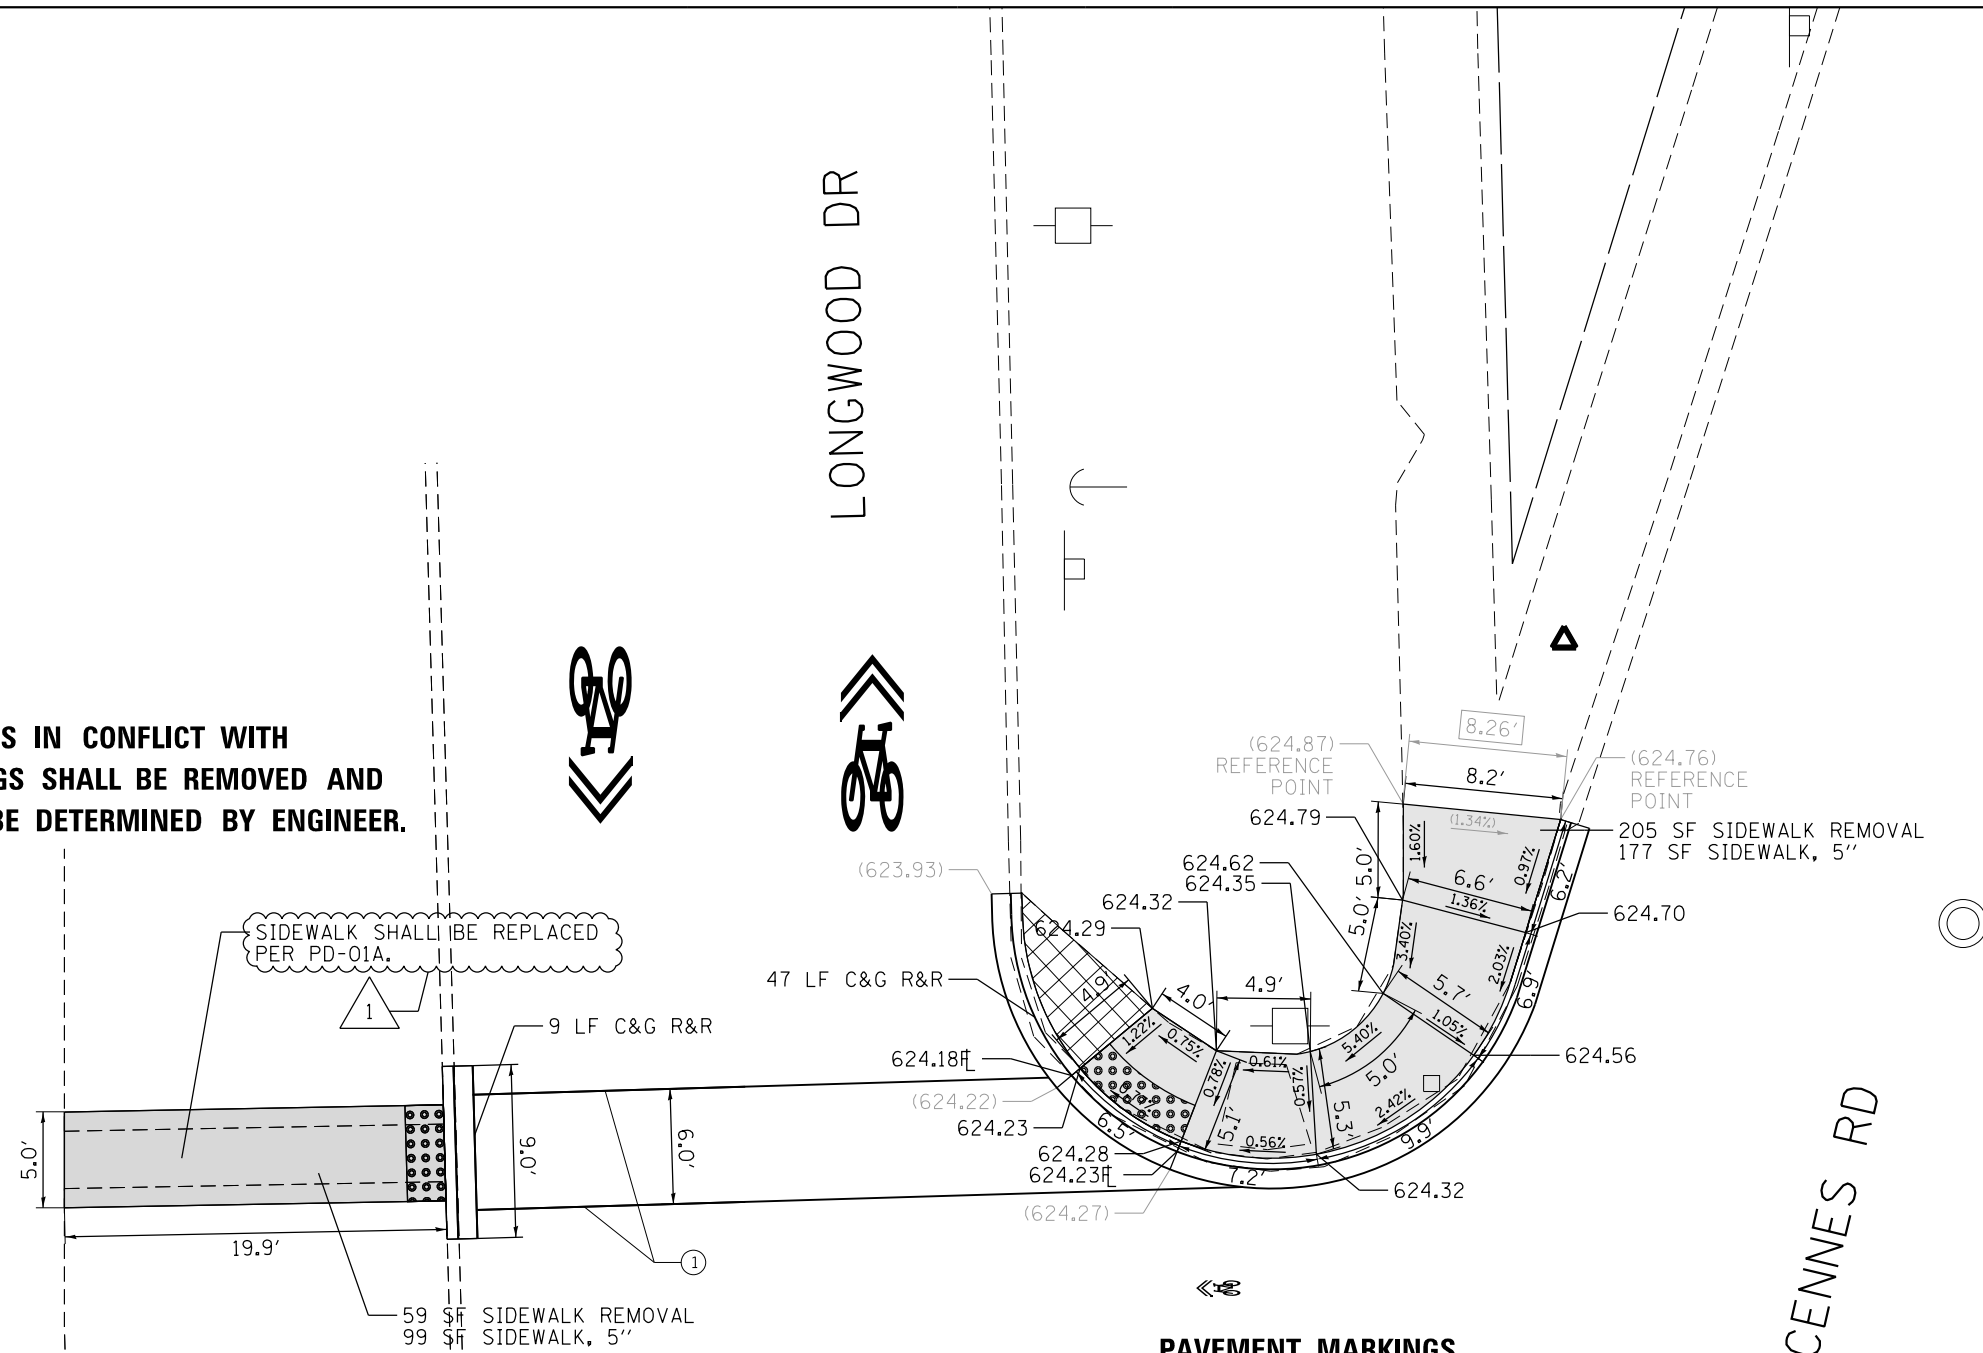 LONGWOOD DR
S IN CONFLICT WITH
GS SHALL BE REMOVED AND
BE DETERMINED BY ENGINEER.
8.26'
(624.87)
REFERENCE
POINT
(624.76)
REFERENCE
POINT
8.2'
624.79
(1.34%)
205 SF SIDEWALK REMOVAL
177 SF SIDEWALK, 5''
1.60%
0.97%
5.0'
6.2'
6.6'
1.36%
624.62
624.35
(623.93)
624.32
624.29
624.70
5.0'
3.40%
2.03%
6.9'
SIDEWALK SHALL BE REPLACED
PER PD-01A.
1
47 LF C&G R&R
4.9'
4.0'
4.9'
5.7'
1.05%
9 LF C&G R&R
1.22%
0.75%
0.61%
5.40%
5.0'
624.56
624.18FL
0.78%
0.57%
2.42%
(624.22)
624.23
6.5'
5.1'
5.3'
9.9'
0.56%
624.28
624.23FL
7.2'
624.32
(624.27)
5.0'
9.0'
6.0'
19.9'
1
59 SF SIDEWALK REMOVAL
99 SF SIDEWALK, 5''
PAVEMENT MARKINGS
CENNES RD